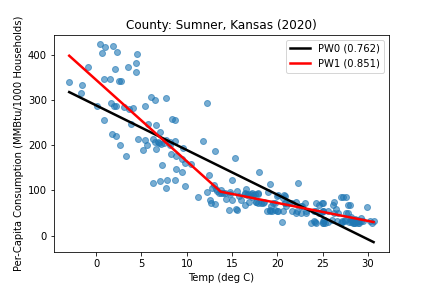 County: Sumner, Kansas (2020)
PW0 (0.762)
PW1 (0.851)
Per-Capita Consumption (MMBtu/1000 Households)
400
300
200
100
0
0 5 10 15 20 25 30
Temp (deg C)